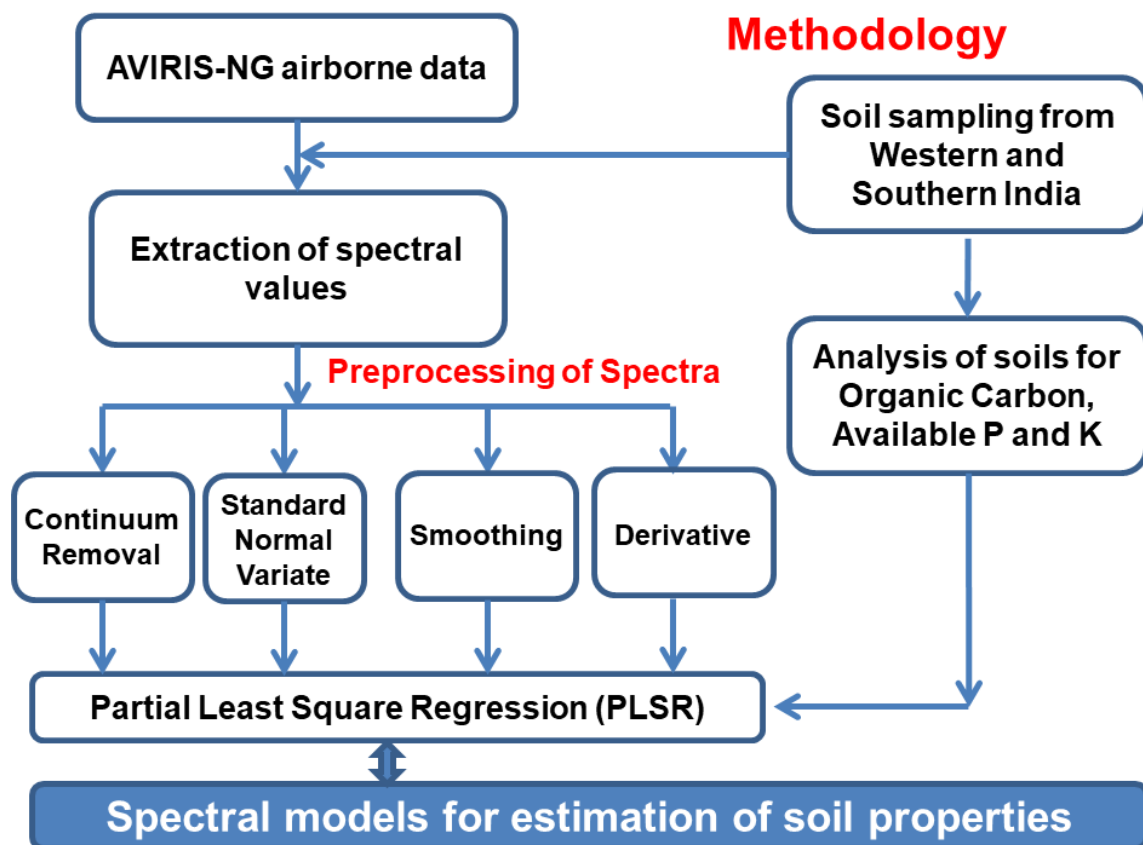 Methodology
AVIRIS-NG airborne data
Soil sampling from
Western and
Southern India
Extraction of spectral
values
Preprocessing of Spectra
Analysis of soils for
Organic Carbon,
Available P and K
Continuum
Removal
Standard
Normal
Variate
Smoothing
Derivative
Partial Least Square Regression (PLSR)
Spectral models for estimation of soil properties